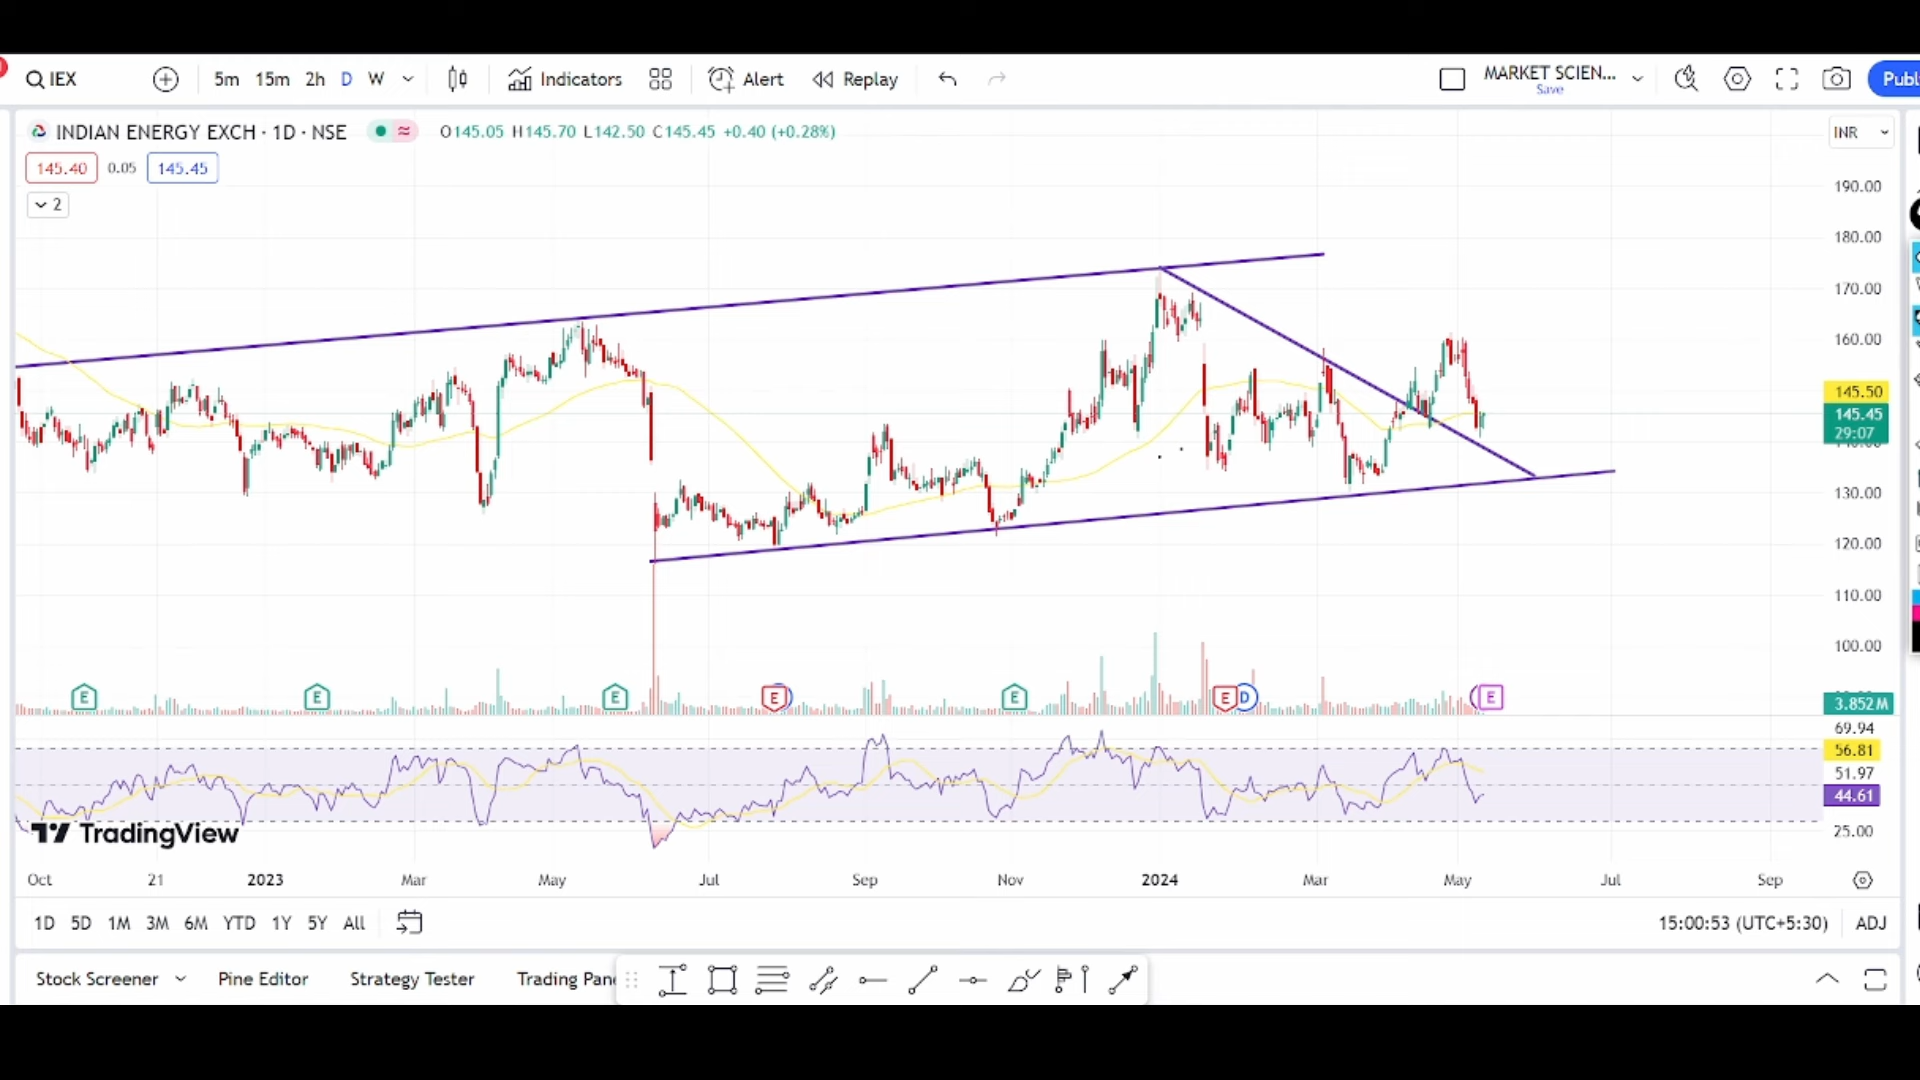 IEX 5m 15m 2h D W Indicators Alert Replay MARKET SCIEN... Save Publ
INDIAN ENERGY EXCH · 1D · NSE O145.05 H145.70 L142.50 C145.45 +0.40 (+0.28%) INR
145.40 0.05 145.45
2
190.00
180.00
170.00
160.00
145.50
145.45
29:07
130.00
120.00
110.00
100.00
E E E E E E D E
3.852M
69.94
56.81
51.97
44.61
25.00
TradingView
Oct 21 2023 Mar May Jul Sep Nov 2024 Mar May Jul Sep
1D 5D 1M 3M 6M YTD 1Y 5Y All 15:00:53 (UTC+5:30) ADJ
Stock Screener Pine Editor Strategy Tester Trading Pane